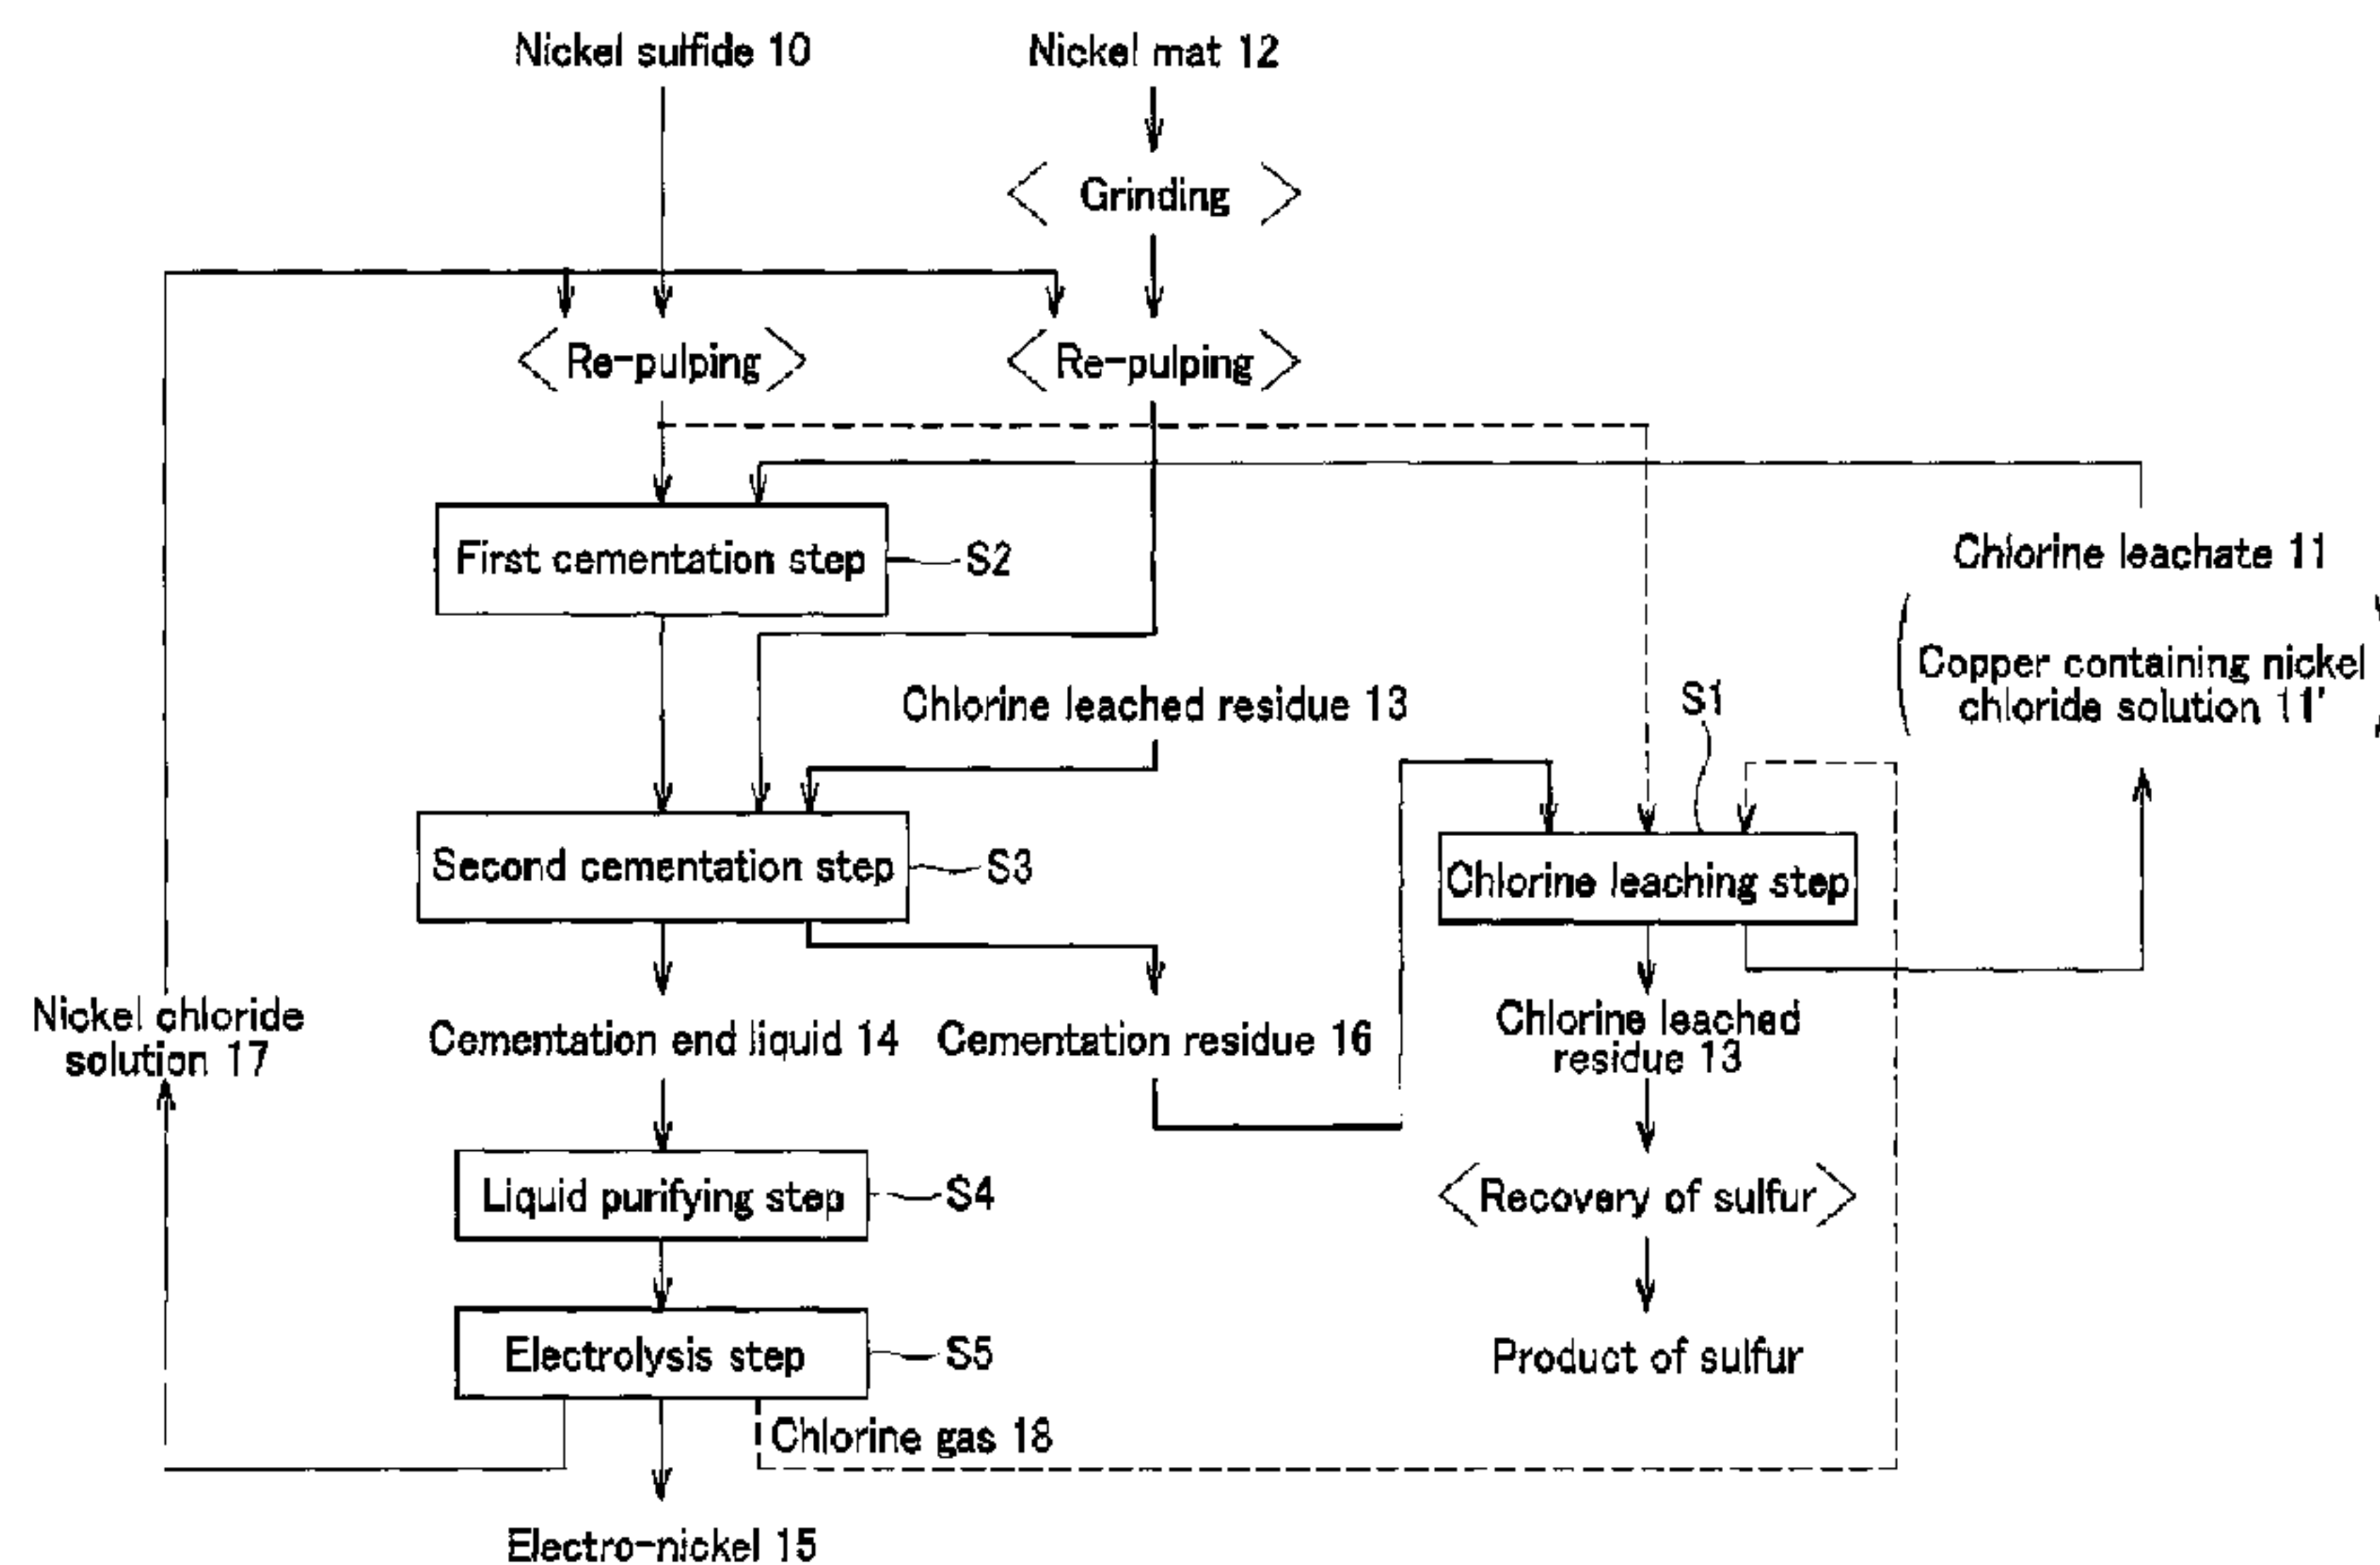 Nickel sulfide 10
Nickel mat 12
Grinding
Re-pulping
Re-pulping
First cementation step
S2
Chlorine leachate 11
Copper containing nickel
chloride solution 11'
Chlorine leached residue 13
S1
Second cementation step
S3
Chlorine leaching step
Nickel chloride
solution 17
Cementation end liquid 14
Cementation residue 16
Chlorine leached
residue 13
Liquid purifying step
S4
Recovery of sulfur
Electrolysis step
S5
Product of sulfur
Chlorine gas 18
Electro-nickel 15